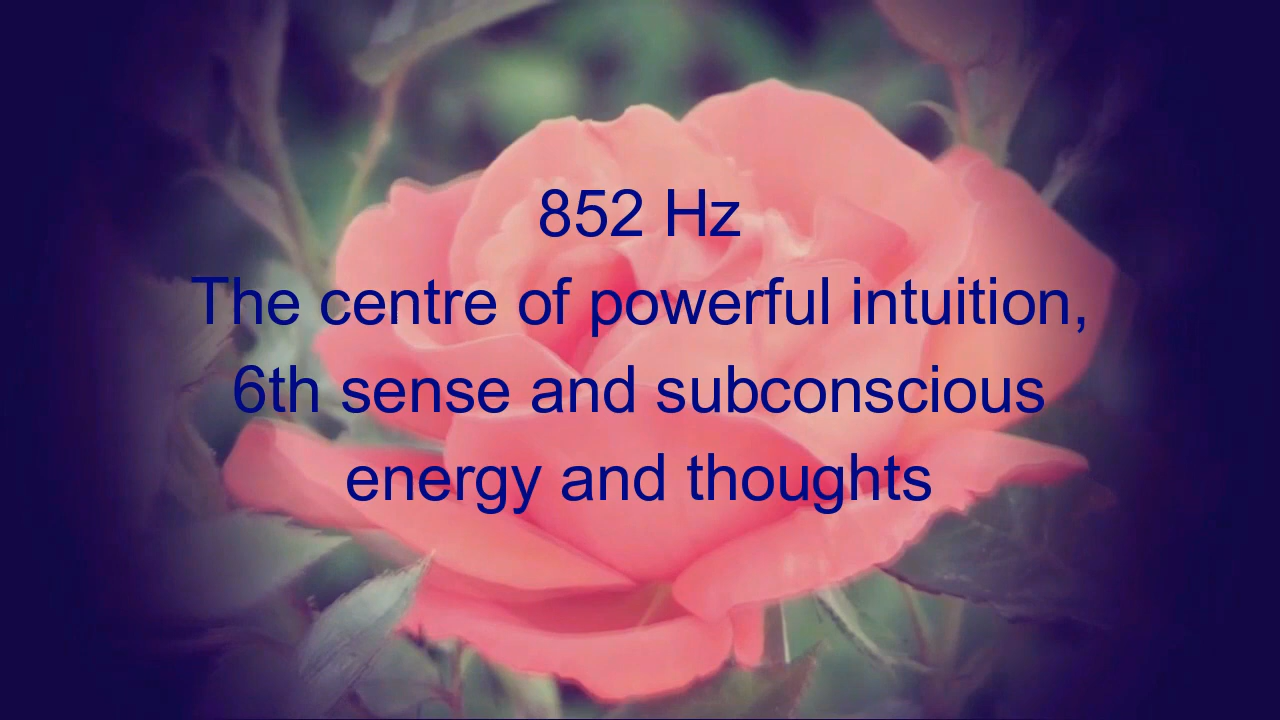 852 Hz
The centre of powerful intuition,
6th sense and subconscious
energy and thoughts